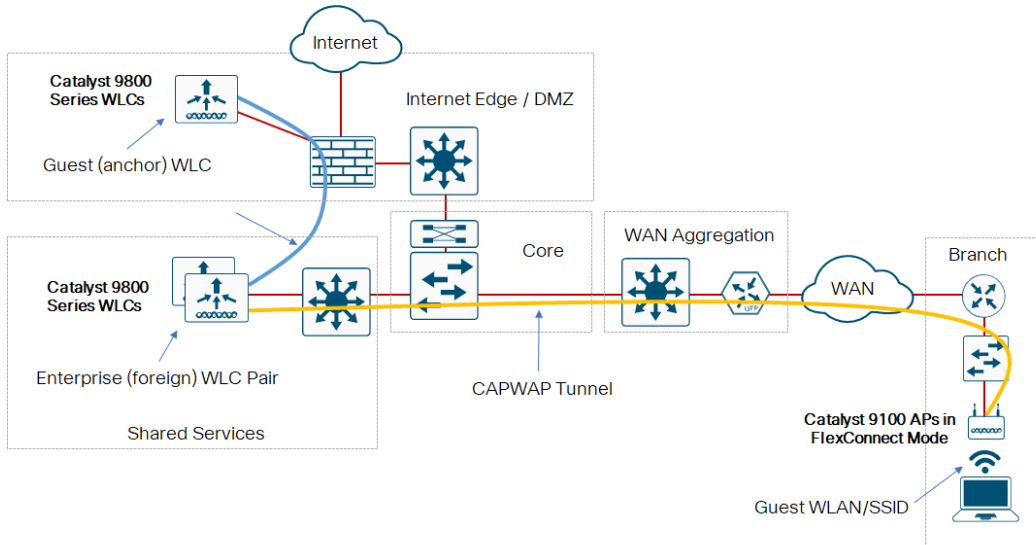 Internet
Catalyst 9800
Series WLCs
Internet Edge / DMZ
Guest (anchor) WLC
Core
WAN Aggregation
Branch
Catalyst 9800
Series WLCs
WAN
QFP
Enterprise (foreign) WLC Pair
CAPWAP Tunnel
Catalyst 9100 APs in
FlexConnect Mode
Shared Services
Guest WLAN/SSID